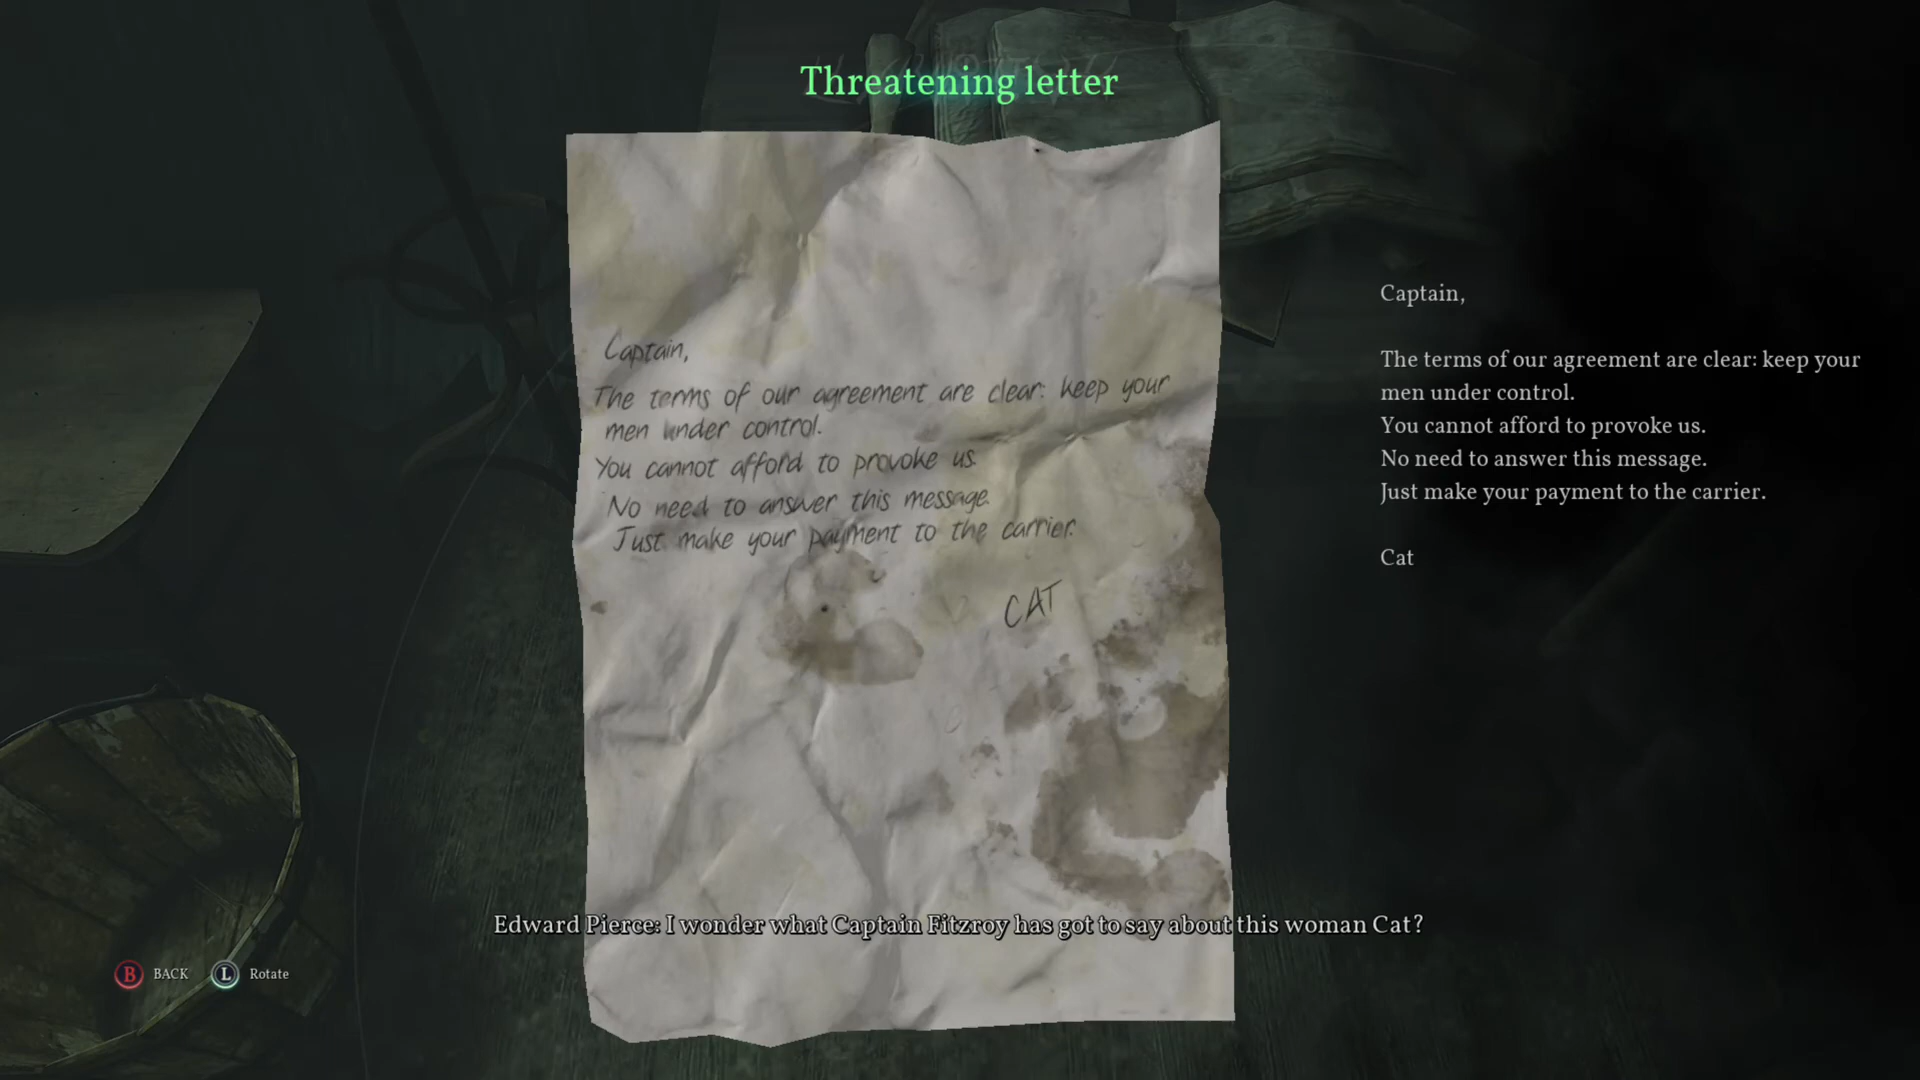 Threatening letter
Captain,
The terms of our agreement are clear: keep your
men under control.
You cannot afford to provoke us.
No need to answer this message.
Just make your payment to the carrier.
CAT
Captain,
The terms of our agreement are clear: keep your
men under control.
You cannot afford to provoke us.
No need to answer this message.
Just make your payment to the carrier.
Cat
Edward Pierce: I wonder what Captain Fitzroy has got to say about this woman Cat?
B BACK L Rotate